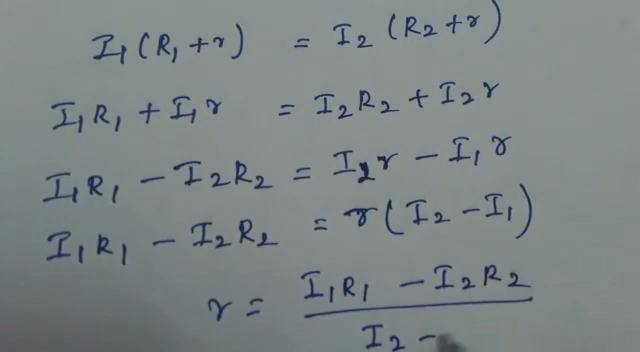 I₁(R₁+r) = I₂(R₂+r)
I₁R₁ + I₁r = I₂R₂ + I₂r
I₁R₁ - I₂R₂ = I₂r - I₁r
I₁R₁ - I₂R₂ = r(I₂-I₁)
r = I₁R₁ - I₂R₂
I₂ -